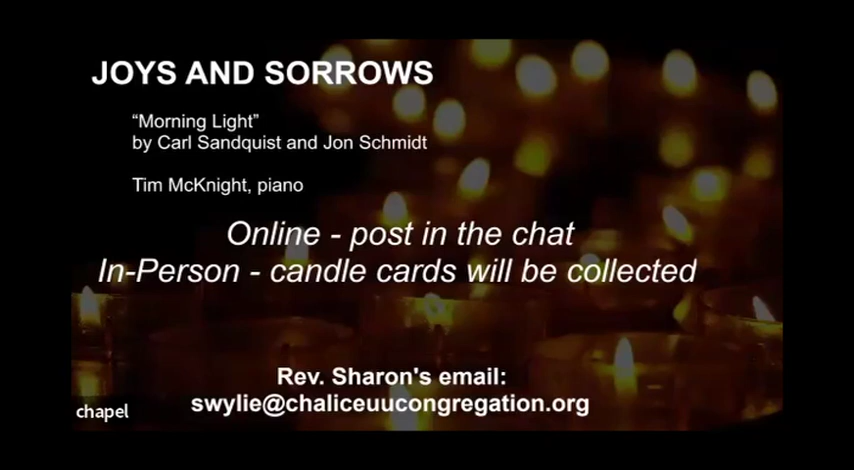 JOYS AND SORROWS
“Morning Light”
by Carl Sandquist and Jon Schmidt
Tim McKnight, piano
Online - post in the chat
In-Person - candle cards will be collected
Rev. Sharon's email:
swylie@chaliceuucongregation.org
chapel